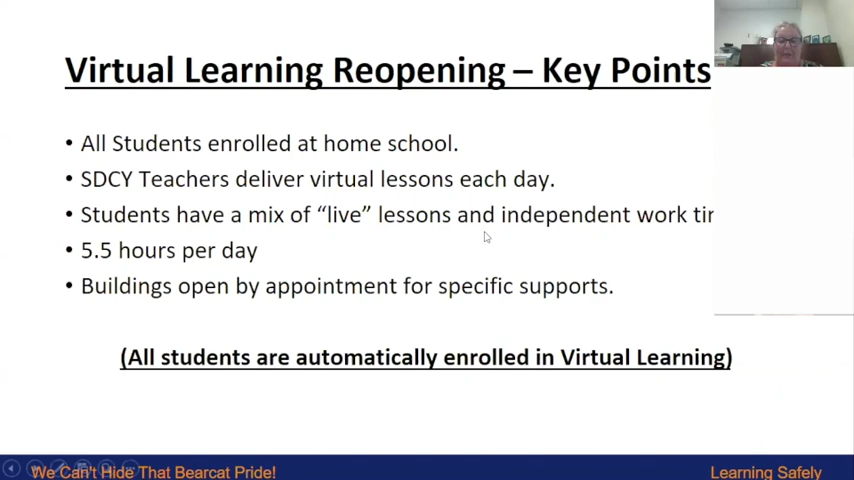 Virtual Learning Reopening – Key Points
• All Students enrolled at home school.
• SDCY Teachers deliver virtual lessons each day.
• Students have a mix of “live” lessons and independent work
• 5.5 hours per day
• Buildings open by appointment for specific supports.
(All students are automatically enrolled in Virtual Learning)
We Can't Hide That Bearcat Pride!
Learning Safely